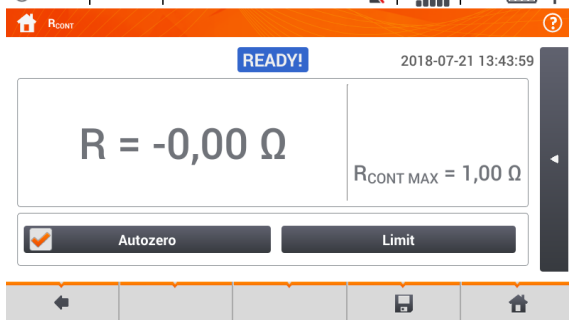 RCONT
READY!
2018-07-21 13:43:59
R = -0,00 Ω
RCONT MAX = 1,00 Ω
Autozero
Limit